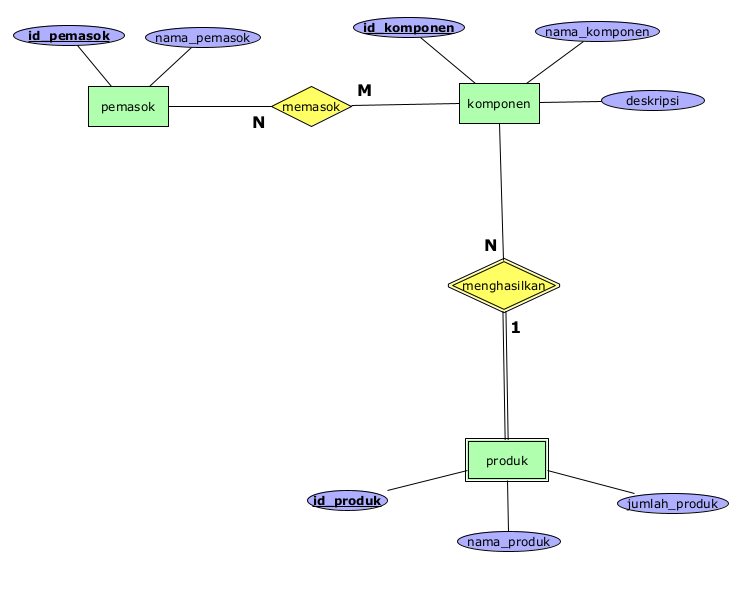 id_pemasok
nama_pemasok
id_komponen
nama_komponen
pemasok
memasok
N
M
komponen
deskripsi
N
menghasilkan
1
produk
id_produk
nama_produk
jumlah_produk